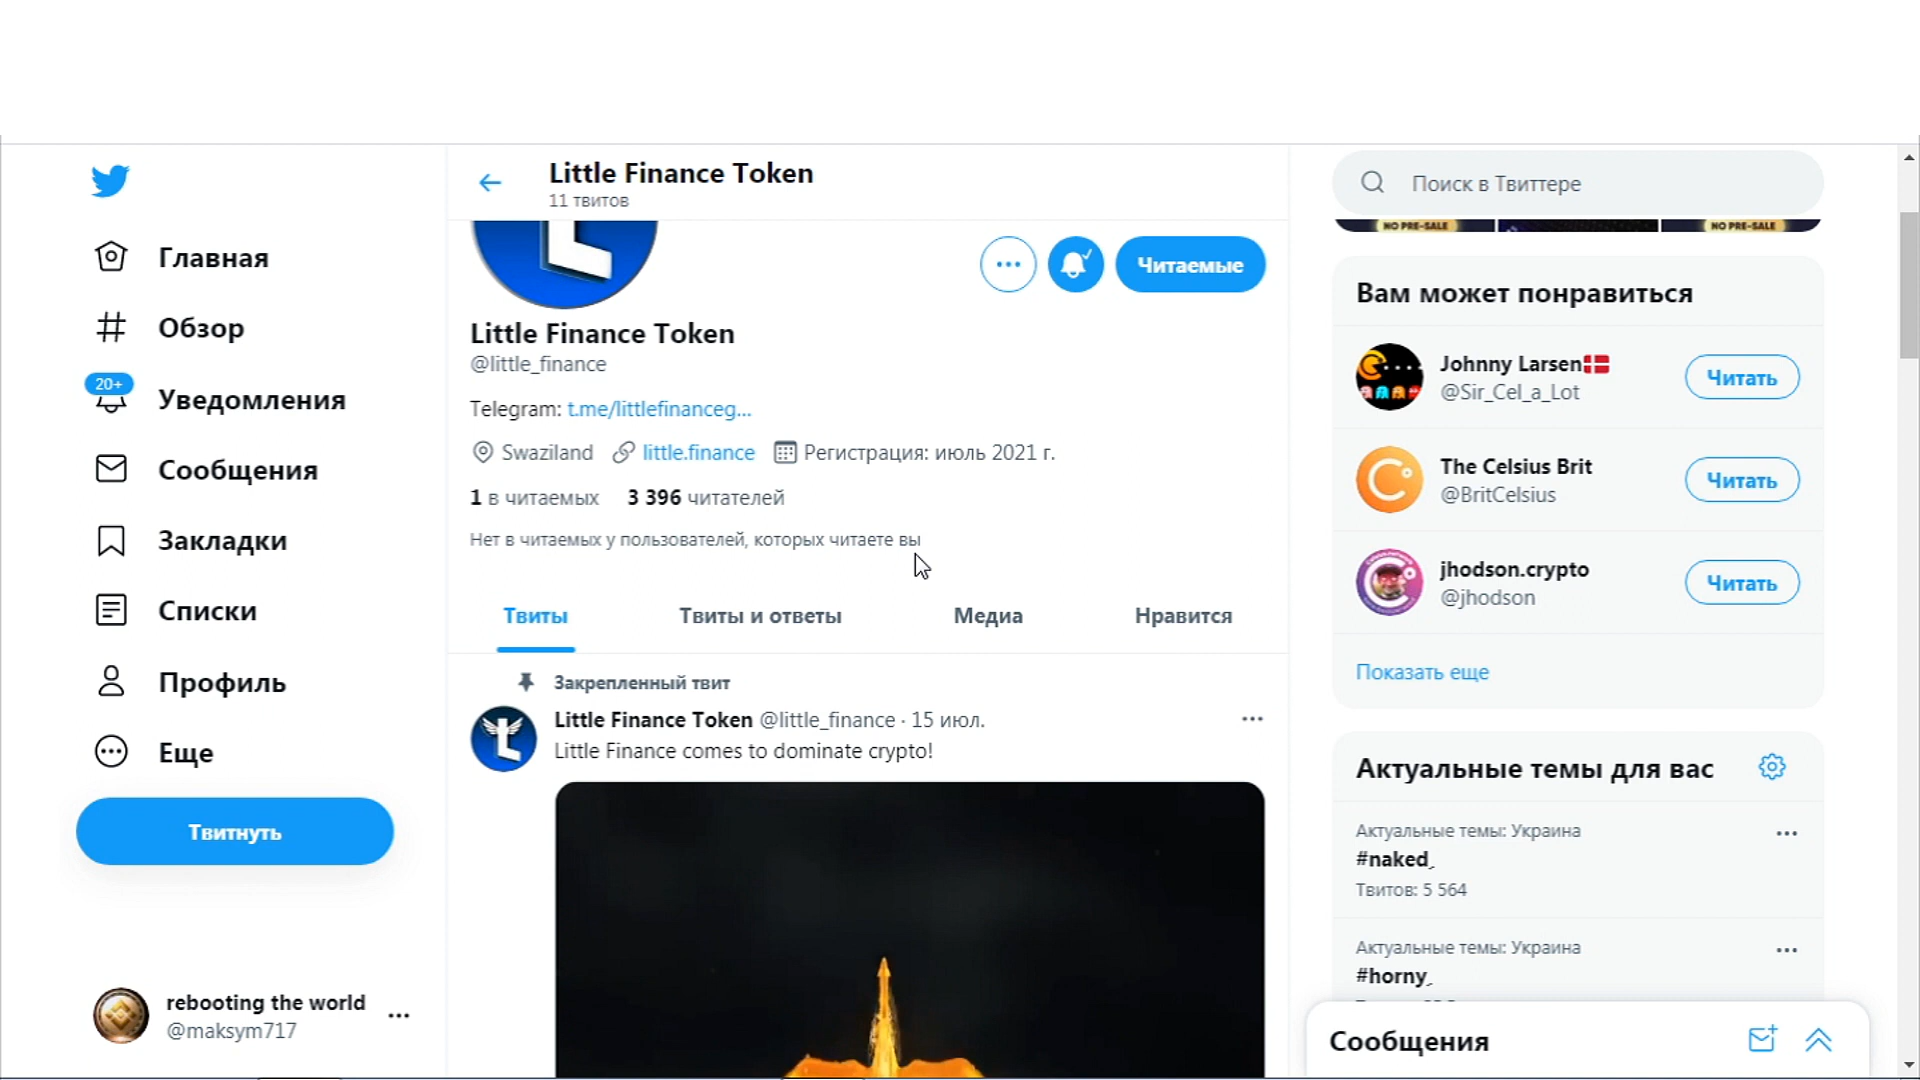 Little Finance Token
11 твитов
Поиск в Твиттере
NO PRE-SALE
NO PRE-SALE
Главная
Обзор
20+
Уведомления
Сообщения
Закладки
Списки
Профиль
Еще
Твитнуть
rebooting the world
@maksym717
Читаемые
Little Finance Token
@little_finance
Telegram: t.me/littlefinanceg...
Swaziland little.finance Регистрация: июль 2021 г.
1 в читаемых 3 396 читателей
Нет в читаемых у пользователей, которых читаете вы
Твиты Твиты и ответы Медиа Нравится
Закрепленный твит
Little Finance Token @little_finance · 15 июл.
Little Finance comes to dominate crypto!
Вам может понравиться
Johnny Larsen
@Sir_Cel_a_Lot
Читать
The Celsius Brit
@BritCelsius
Читать
jhodson.crypto
@jhodson
Читать
Показать еще
Актуальные темы для вас
Актуальные темы: Украина
#naked
Твитов: 5 564
Актуальные темы: Украина
#horny
Сообщения